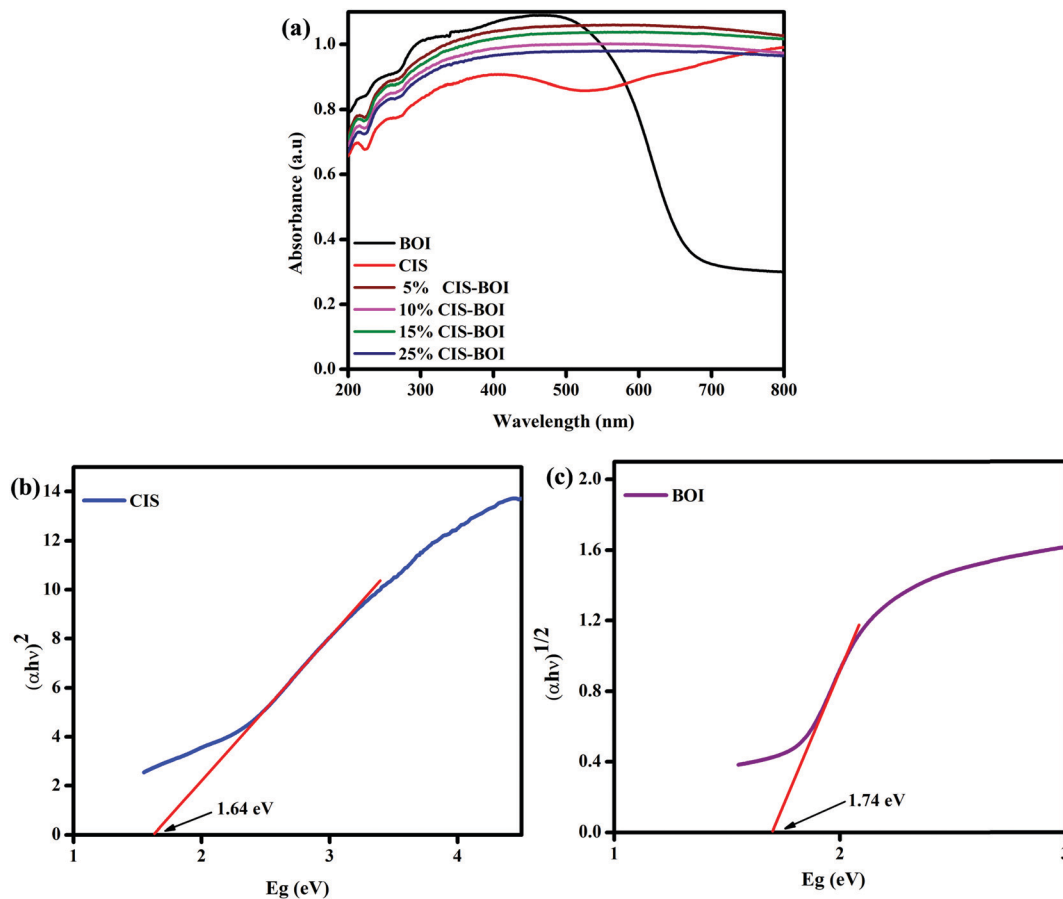 (a)
1.0
0.8
0.6
0.4
0.2
0.0
Absorbance (a.u)
BOI
CIS
5% CIS-BOI
10% CIS-BOI
15% CIS-BOI
25% CIS-BOI
200 300 400 500 600 700 800
Wavelength (nm)
(b)
14
12
10
8
6
4
2
0
(αhν)2
CIS
1.64 eV
1 2 3 4
Eg (eV)
(c)
2.0
1.6
1.2
0.8
0.4
0.0
(αhν)1/2
BOI
1.74 eV
1 2 3
Eg (eV)